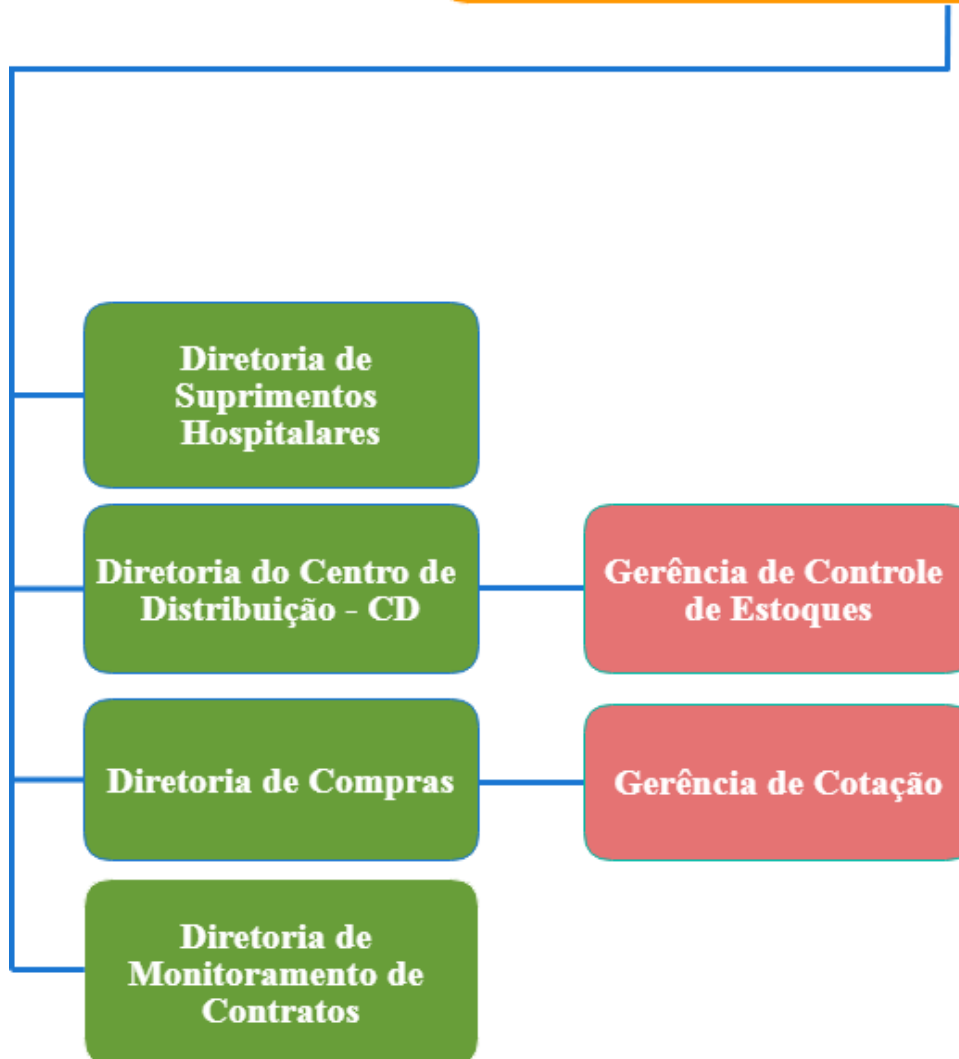 Diretoria de
Suprimentos
Hospitalares
Diretoria do Centro de
Distribuição - CD
Gerência de Controle
de Estoques
Diretoria de Compras
Gerência de Cotação
Diretoria de
Monitoramento de
Contratos